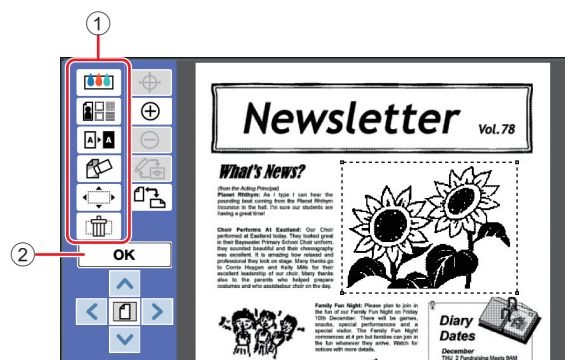 1
A A
2
OK
Newsletter Vol.78
What's News?
(from the Acting Principal)
Planet Rhthym: As I type I can hear the
pounding beat coming from the Planet Rhthym
Incursion in the hall. I'm sure our students are
having a great time!
Choir Performs At Eastland: Our Choir
performed at Eastland today. They looked great
in their Bayswater Primary School Choir uniform,
they sounded beautiful and their choreography
was excellent. It is amazing how relaxed and
professional they look on stage. Many thanks go
to Corrie Huygen and Kelly Mills for their
excellent leadership of our choir. Many thanks
also to the parents who helped prepare
costumes and who assistedour choir on the day.
Family Fun Night: Please plan to join in
the fun of our Family Fun Night on Friday
10th December. There will be games,
snacks, special performances and a
special visitor. The Family Fun Night
commences at 4 pm but families can join in
the fun whenever they arrive. Watch for
notices with more details.
Diary
Dates
December
THU 2 Fundraising Meets 9AM